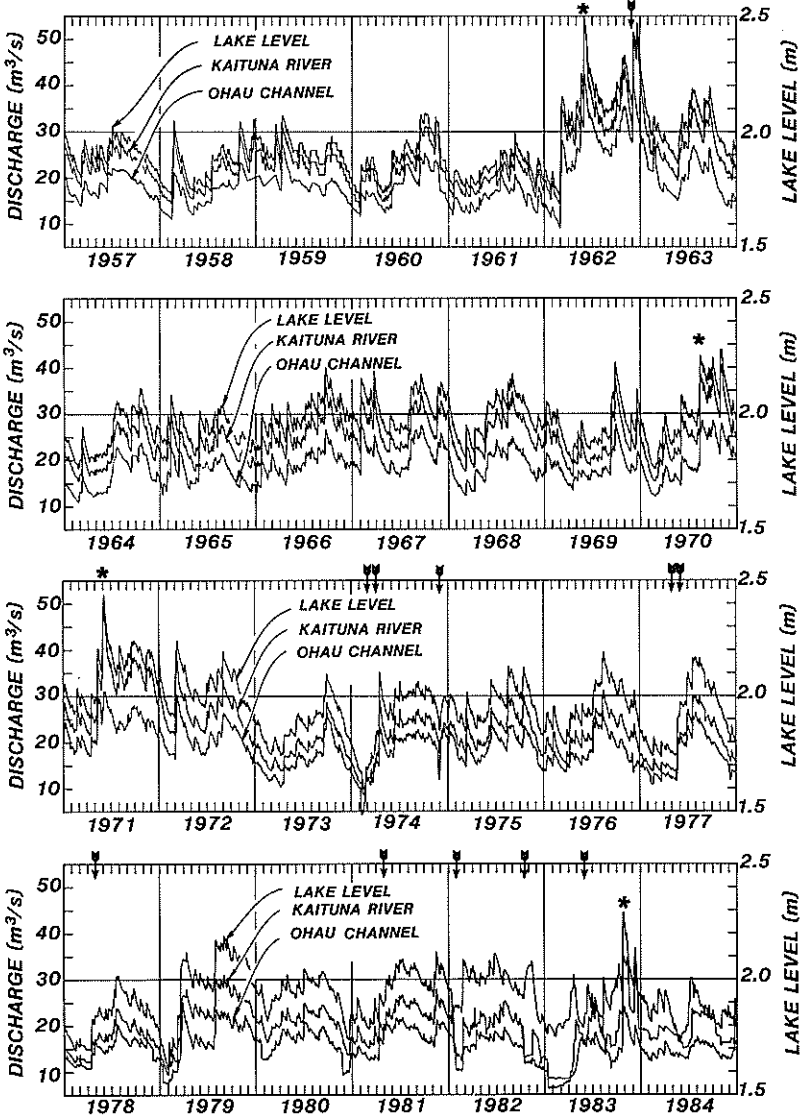 DISCHARGE (m³/s)
50
40
30
20
10
LAKE LEVEL
KAITUNA RIVER
OHAU CHANNEL
*
2.5
2.0
1.5
LAKE LEVEL (m)
1957 1958 1959 1960 1961 1962 1963
DISCHARGE (m³/s)
50
40
30
20
10
LAKE LEVEL
KAITUNA RIVER
OHAU CHANNEL
*
2.5
2.0
1.5
LAKE LEVEL (m)
1964 1965 1966 1967 1968 1969 1970
DISCHARGE (m³/s)
50
40
30
20
10
*
LAKE LEVEL
KAITUNA RIVER
OHAU CHANNEL
2.5
2.0
1.5
LAKE LEVEL (m)
1971 1972 1973 1974 1975 1976 1977
DISCHARGE (m³/s)
50
40
30
20
10
LAKE LEVEL
KAITUNA RIVER
OHAU CHANNEL
*
2.5
2.0
1.5
LAKE LEVEL (m)
1978 1979 1980 1981 1982 1983 1984